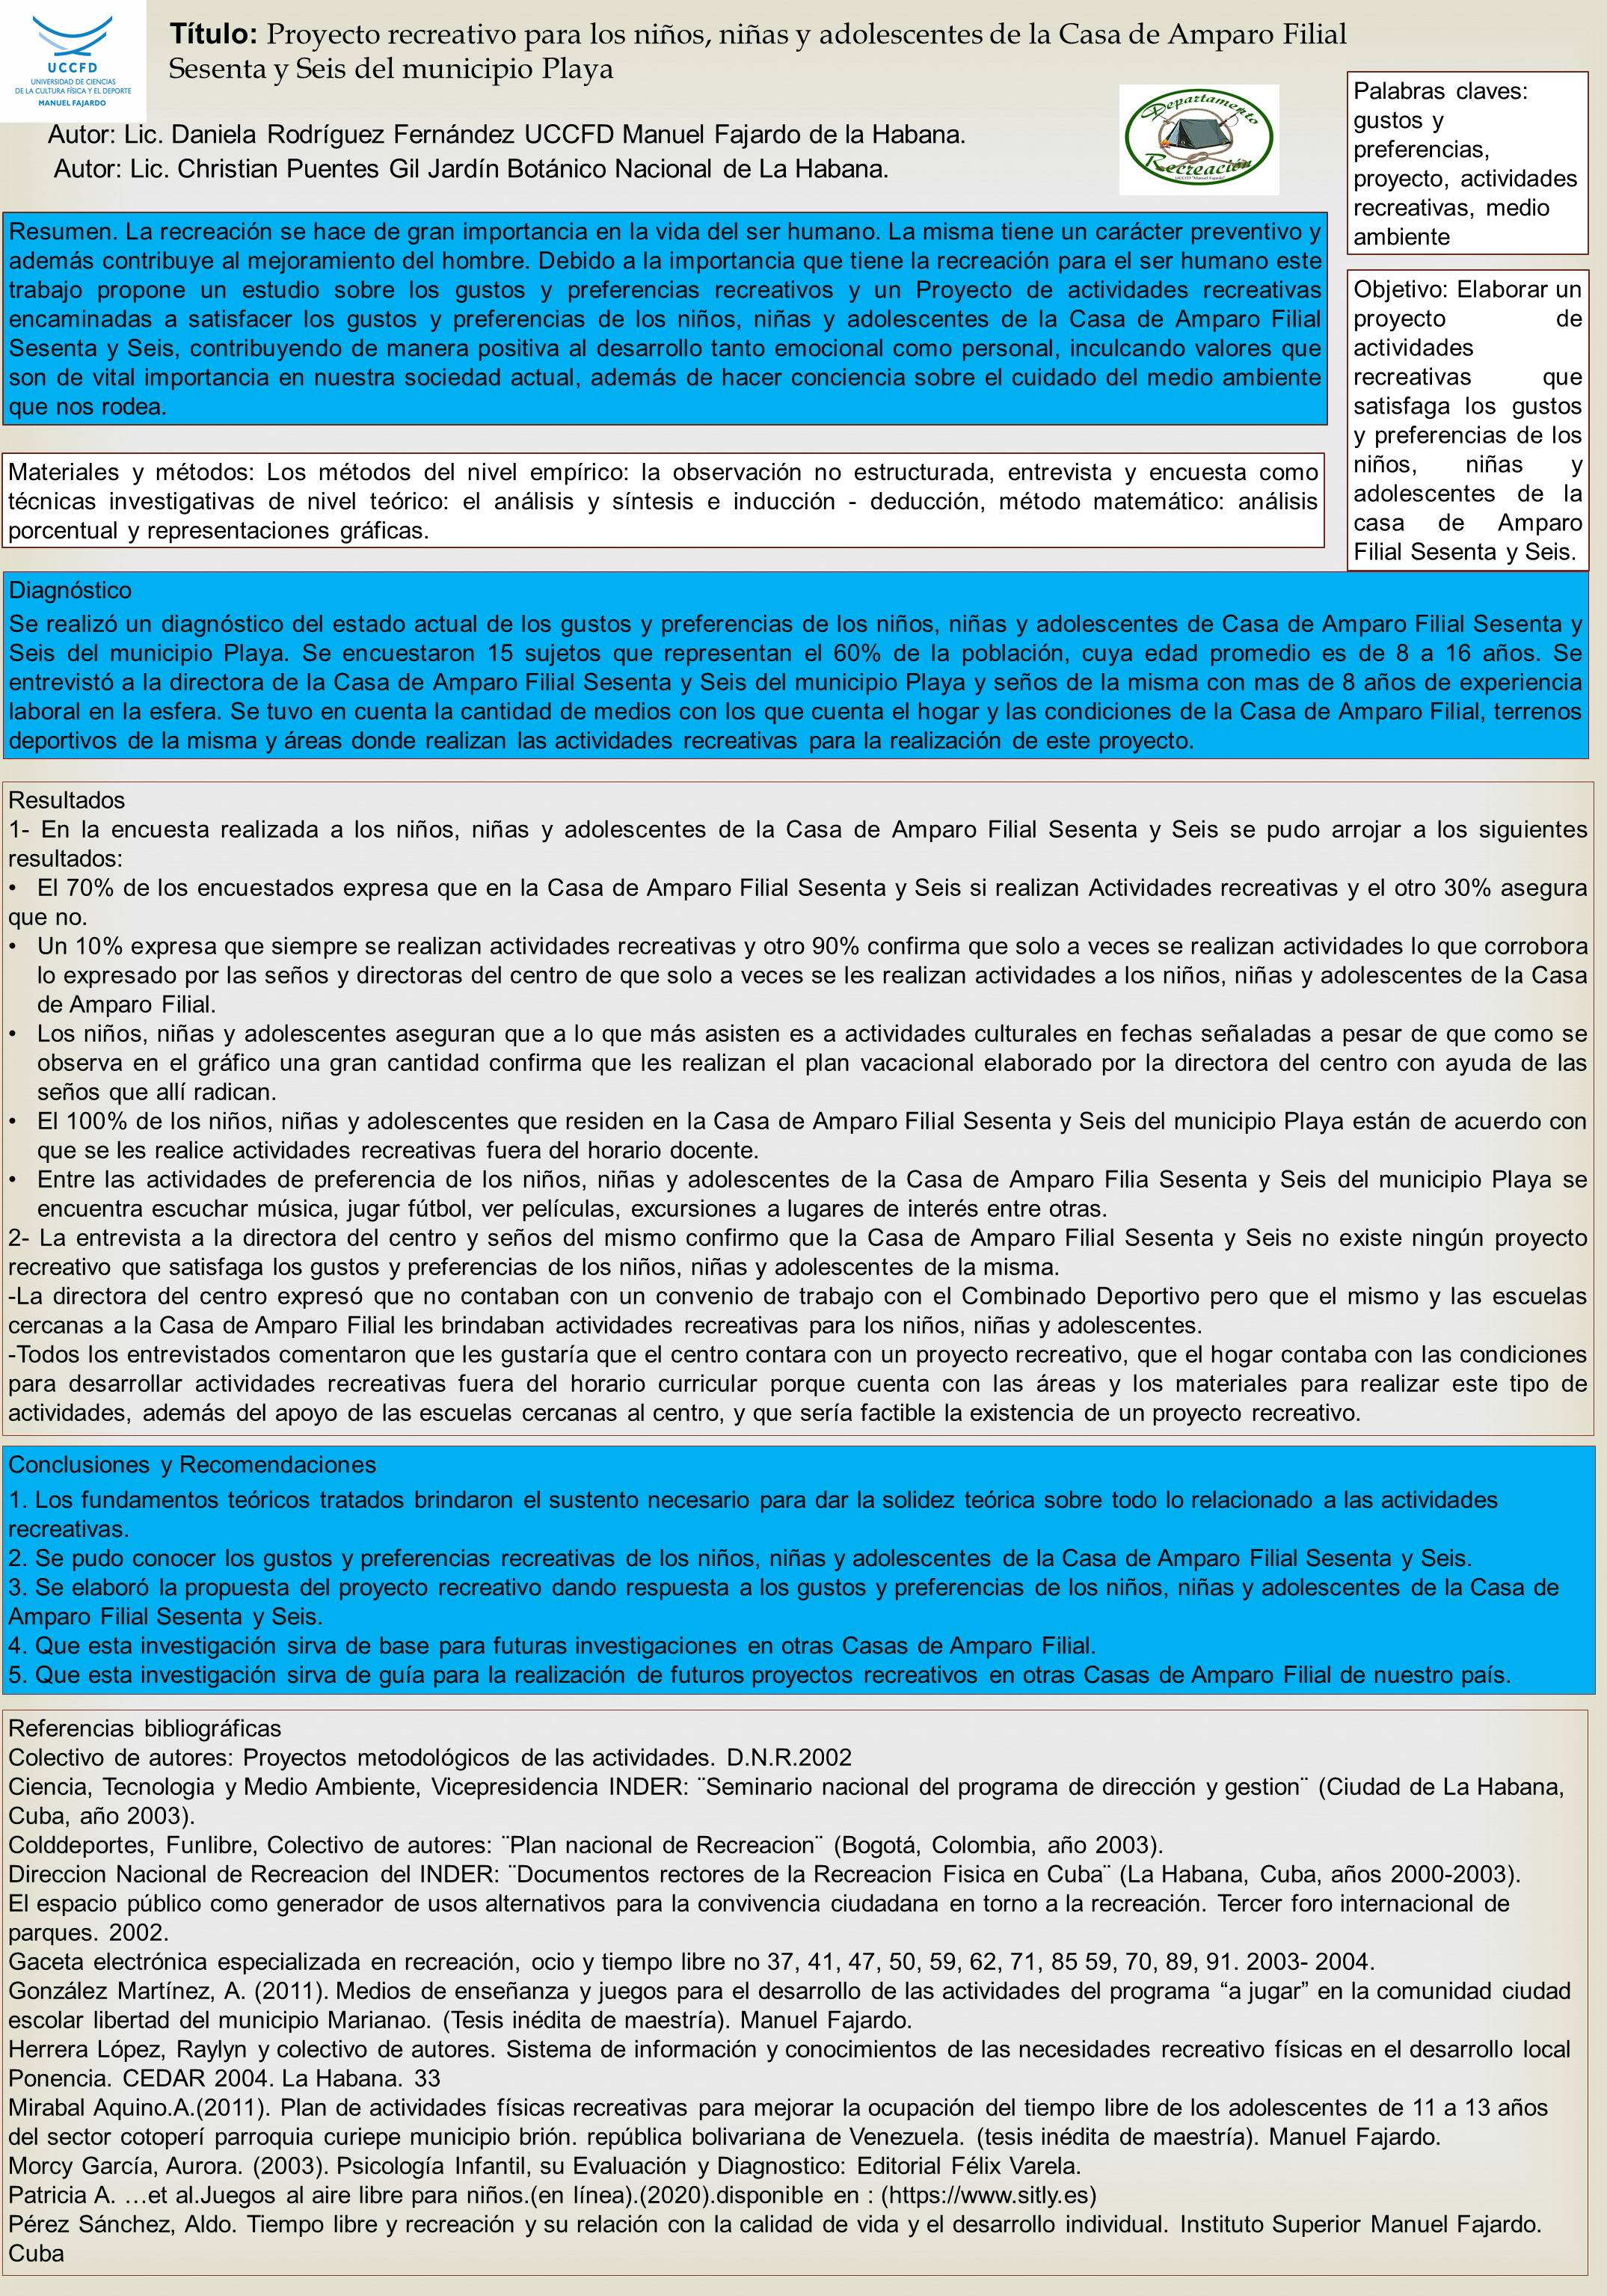 UCCFD
UNIVERSIDAD DE CIENCIAS
DE LA CULTURA FÍSICA Y EL DEPORTE
MANUEL FAJARDO
Título: Proyecto recreativo para los niños, niñas y adolescentes de la Casa de Amparo Filial
Sesenta y Seis del municipio Playa
Autor: Lic. Daniela Rodríguez Fernández UCCFD Manuel Fajardo de la Habana.
Autor: Lic. Christian Puentes Gil Jardín Botánico Nacional de La Habana.
Departamento
Recreación
UCCFD "Manuel Fajardo"
Palabras claves:
gustos y
preferencias,
proyecto, actividades
recreativas, medio
ambiente
Resumen. La recreación se hace de gran importancia en la vida del ser humano. La misma tiene un carácter preventivo y
además contribuye al mejoramiento del hombre. Debido a la importancia que tiene la recreación para el ser humano este
trabajo propone un estudio sobre los gustos y preferencias recreativos y un Proyecto de actividades recreativas
encaminadas a satisfacer los gustos y preferencias de los niños, niñas y adolescentes de la Casa de Amparo Filial
Sesenta y Seis, contribuyendo de manera positiva al desarrollo tanto emocional como personal, inculcando valores que
son de vital importancia en nuestra sociedad actual, además de hacer conciencia sobre el cuidado del medio ambiente
que nos rodea.
Objetivo: Elaborar un
proyecto de
actividades
recreativas que
satisfaga los gustos
y preferencias de los
niños, niñas y
adolescentes de la
casa de Amparo
Filial Sesenta y Seis.
Materiales y métodos: Los métodos del nivel empírico: la observación no estructurada, entrevista y encuesta como
técnicas investigativas de nivel teórico: el análisis y síntesis e inducción - deducción, método matemático: análisis
porcentual y representaciones gráficas.
Diagnóstico
Se realizó un diagnóstico del estado actual de los gustos y preferencias de los niños, niñas y adolescentes de Casa de Amparo Filial Sesenta y
Seis del municipio Playa. Se encuestaron 15 sujetos que representan el 60% de la población, cuya edad promedio es de 8 a 16 años. Se
entrevistó a la directora de la Casa de Amparo Filial Sesenta y Seis del municipio Playa y seños de la misma con mas de 8 años de experiencia
laboral en la esfera. Se tuvo en cuenta la cantidad de medios con los que cuenta el hogar y las condiciones de la Casa de Amparo Filial, terrenos
deportivos de la misma y áreas donde realizan las actividades recreativas para la realización de este proyecto.
Resultados
1- En la encuesta realizada a los niños, niñas y adolescentes de la Casa de Amparo Filial Sesenta y Seis se pudo arrojar a los siguientes
resultados:
• El 70% de los encuestados expresa que en la Casa de Amparo Filial Sesenta y Seis si realizan Actividades recreativas y el otro 30% asegura
que no.
• Un 10% expresa que siempre se realizan actividades recreativas y otro 90% confirma que solo a veces se realizan actividades lo que corrobora
lo expresado por las seños y directoras del centro de que solo a veces se les realizan actividades a los niños, niñas y adolescentes de la Casa
de Amparo Filial.
• Los niños, niñas y adolescentes aseguran que a lo que más asisten es a actividades culturales en fechas señaladas a pesar de que como se
observa en el gráfico una gran cantidad confirma que les realizan el plan vacacional elaborado por la directora del centro con ayuda de las
seños que allí radican.
• El 100% de los niños, niñas y adolescentes que residen en la Casa de Amparo Filial Sesenta y Seis del municipio Playa están de acuerdo con
que se les realice actividades recreativas fuera del horario docente.
• Entre las actividades de preferencia de los niños, niñas y adolescentes de la Casa de Amparo Filia Sesenta y Seis del municipio Playa se
encuentra escuchar música, jugar fútbol, ver películas, excursiones a lugares de interés entre otras.
2- La entrevista a la directora del centro y seños del mismo confirmo que la Casa de Amparo Filial Sesenta y Seis no existe ningún proyecto
recreativo que satisfaga los gustos y preferencias de los niños, niñas y adolescentes de la misma.
-La directora del centro expresó que no contaban con un convenio de trabajo con el Combinado Deportivo pero que el mismo y las escuelas
cercanas a la Casa de Amparo Filial les brindaban actividades recreativas para los niños, niñas y adolescentes.
-Todos los entrevistados comentaron que les gustaría que el centro contara con un proyecto recreativo, que el hogar contaba con las condiciones
para desarrollar actividades recreativas fuera del horario curricular porque cuenta con las áreas y los materiales para realizar este tipo de
actividades, además del apoyo de las escuelas cercanas al centro, y que sería factible la existencia de un proyecto recreativo.
Conclusiones y Recomendaciones
1. Los fundamentos teóricos tratados brindaron el sustento necesario para dar la solidez teórica sobre todo lo relacionado a las actividades
recreativas.
2. Se pudo conocer los gustos y preferencias recreativas de los niños, niñas y adolescentes de la Casa de Amparo Filial Sesenta y Seis.
3. Se elaboró la propuesta del proyecto recreativo dando respuesta a los gustos y preferencias de los niños, niñas y adolescentes de la Casa de
Amparo Filial Sesenta y Seis.
4. Que esta investigación sirva de base para futuras investigaciones en otras Casas de Amparo Filial.
5. Que esta investigación sirva de guía para la realización de futuros proyectos recreativos en otras Casas de Amparo Filial de nuestro país.
Referencias bibliográficas
Colectivo de autores: Proyectos metodológicos de las actividades. D.N.R.2002
Ciencia, Tecnologia y Medio Ambiente, Vicepresidencia INDER: ¨Seminario nacional del programa de dirección y gestion¨ (Ciudad de La Habana,
Cuba, año 2003).
Colddeportes, Funlibre, Colectivo de autores: ¨Plan nacional de Recreacion¨ (Bogotá, Colombia, año 2003).
Direccion Nacional de Recreacion del INDER: ¨Documentos rectores de la Recreacion Fisica en Cuba¨ (La Habana, Cuba, años 2000-2003).
El espacio público como generador de usos alternativos para la convivencia ciudadana en torno a la recreación. Tercer foro internacional de
parques. 2002.
Gaceta electrónica especializada en recreación, ocio y tiempo libre no 37, 41, 47, 50, 59, 62, 71, 85 59, 70, 89, 91. 2003- 2004.
González Martínez, A. (2011). Medios de enseñanza y juegos para el desarrollo de las actividades del programa “a jugar” en la comunidad ciudad
escolar libertad del municipio Marianao. (Tesis inédita de maestría). Manuel Fajardo.
Herrera López, Raylyn y colectivo de autores. Sistema de información y conocimientos de las necesidades recreativo físicas en el desarrollo local
Ponencia. CEDAR 2004. La Habana. 33
Mirabal Aquino.A.(2011). Plan de actividades físicas recreativas para mejorar la ocupación del tiempo libre de los adolescentes de 11 a 13 años
del sector cotoperí parroquia curiepe municipio brión. república bolivariana de Venezuela. (tesis inédita de maestría). Manuel Fajardo.
Morcy García, Aurora. (2003). Psicología Infantil, su Evaluación y Diagnostico: Editorial Félix Varela.
Patricia A. …et al.Juegos al aire libre para niños.(en línea).(2020).disponible en : (https://www.sitly.es)
Pérez Sánchez, Aldo. Tiempo libre y recreación y su relación con la calidad de vida y el desarrollo individual. Instituto Superior Manuel Fajardo.
Cuba